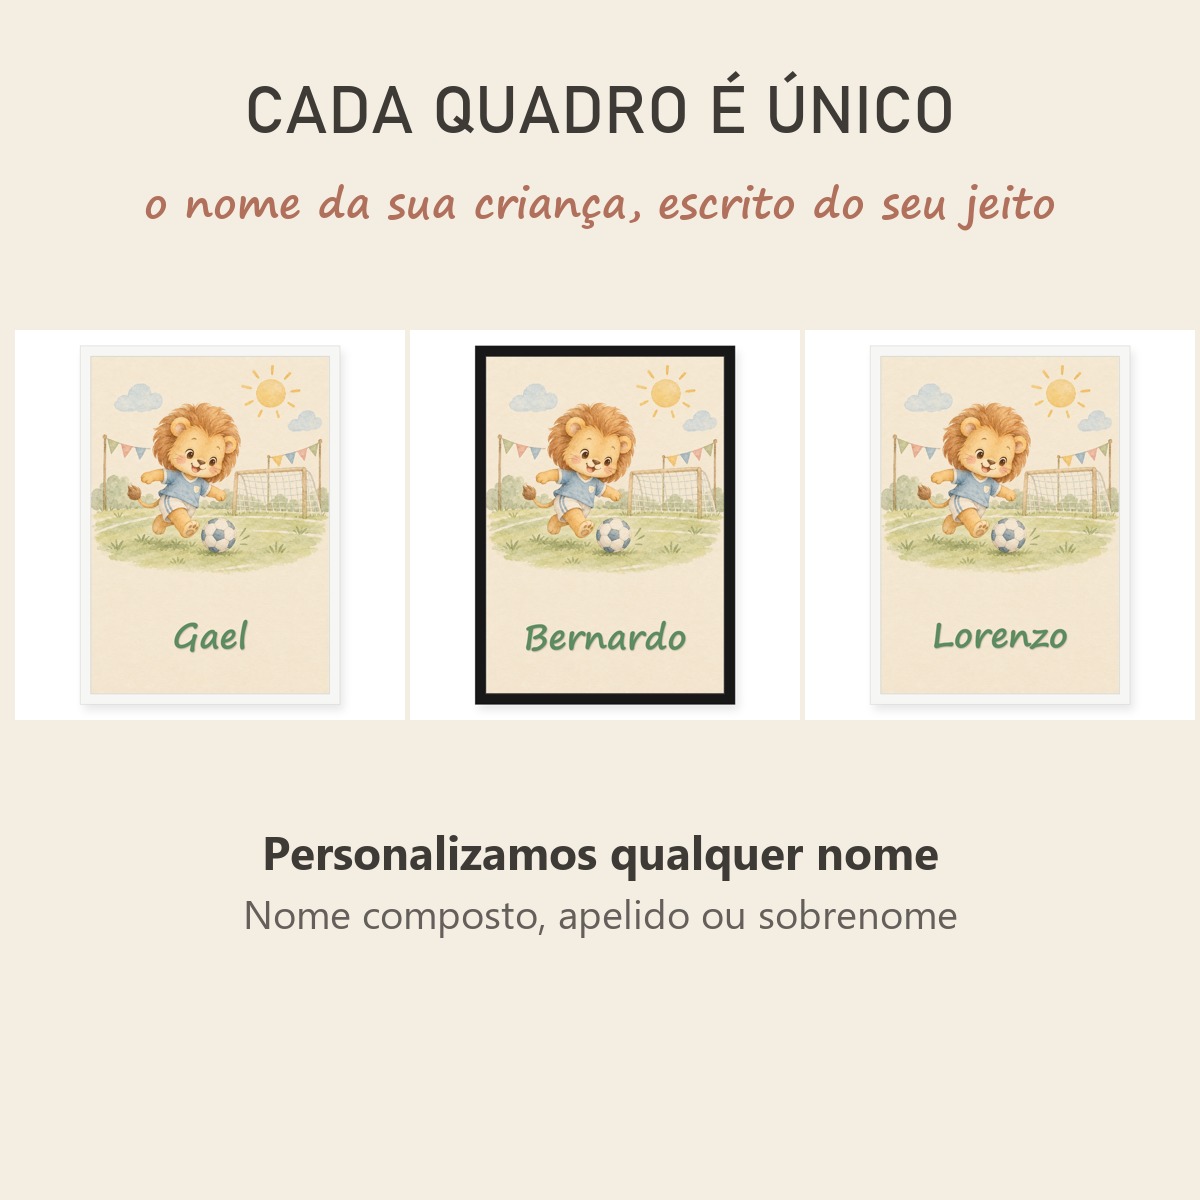 CADA QUADRO É ÚNICO
o nome da sua criança, escrito do seu jeito
Gael
Bernardo
Lorenzo
Personalizamos qualquer nome
Nome composto, apelido ou sobrenome